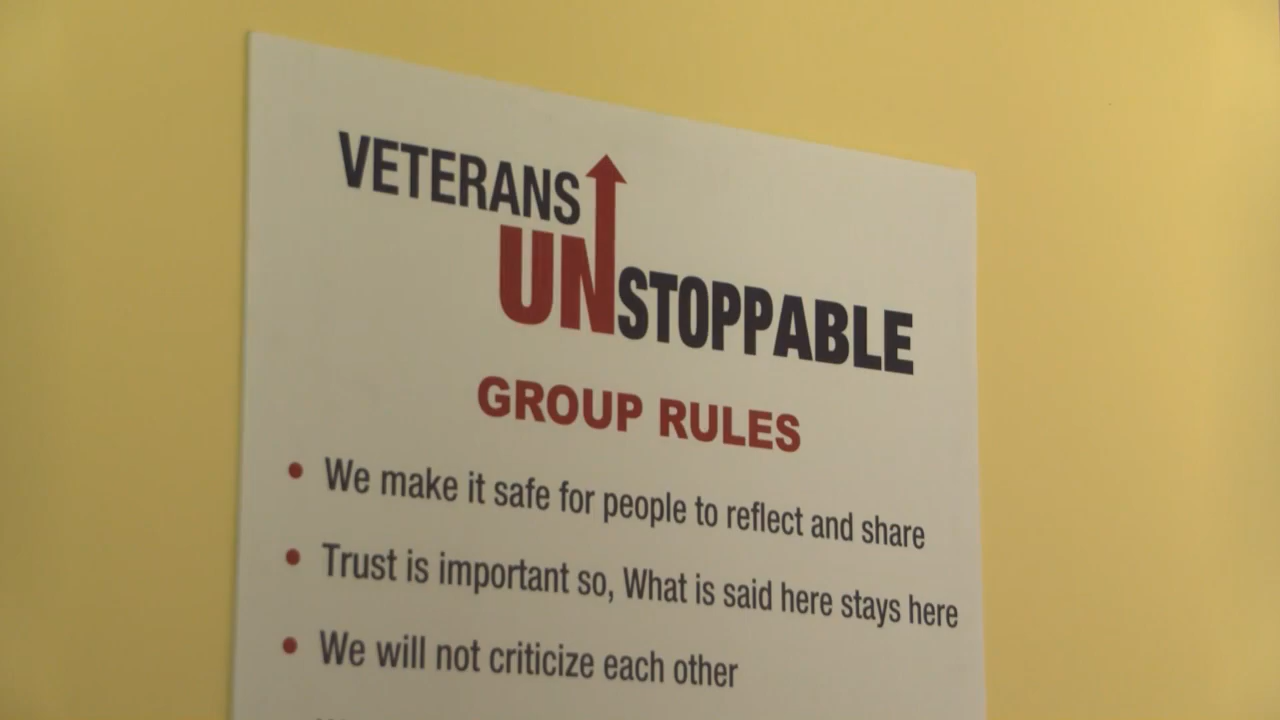 VETERANS
UNSTOPPABLE
GROUP RULES
• We make it safe for people to reflect and share
• Trust is important so, What is said here stays here
• We will not criticize each other